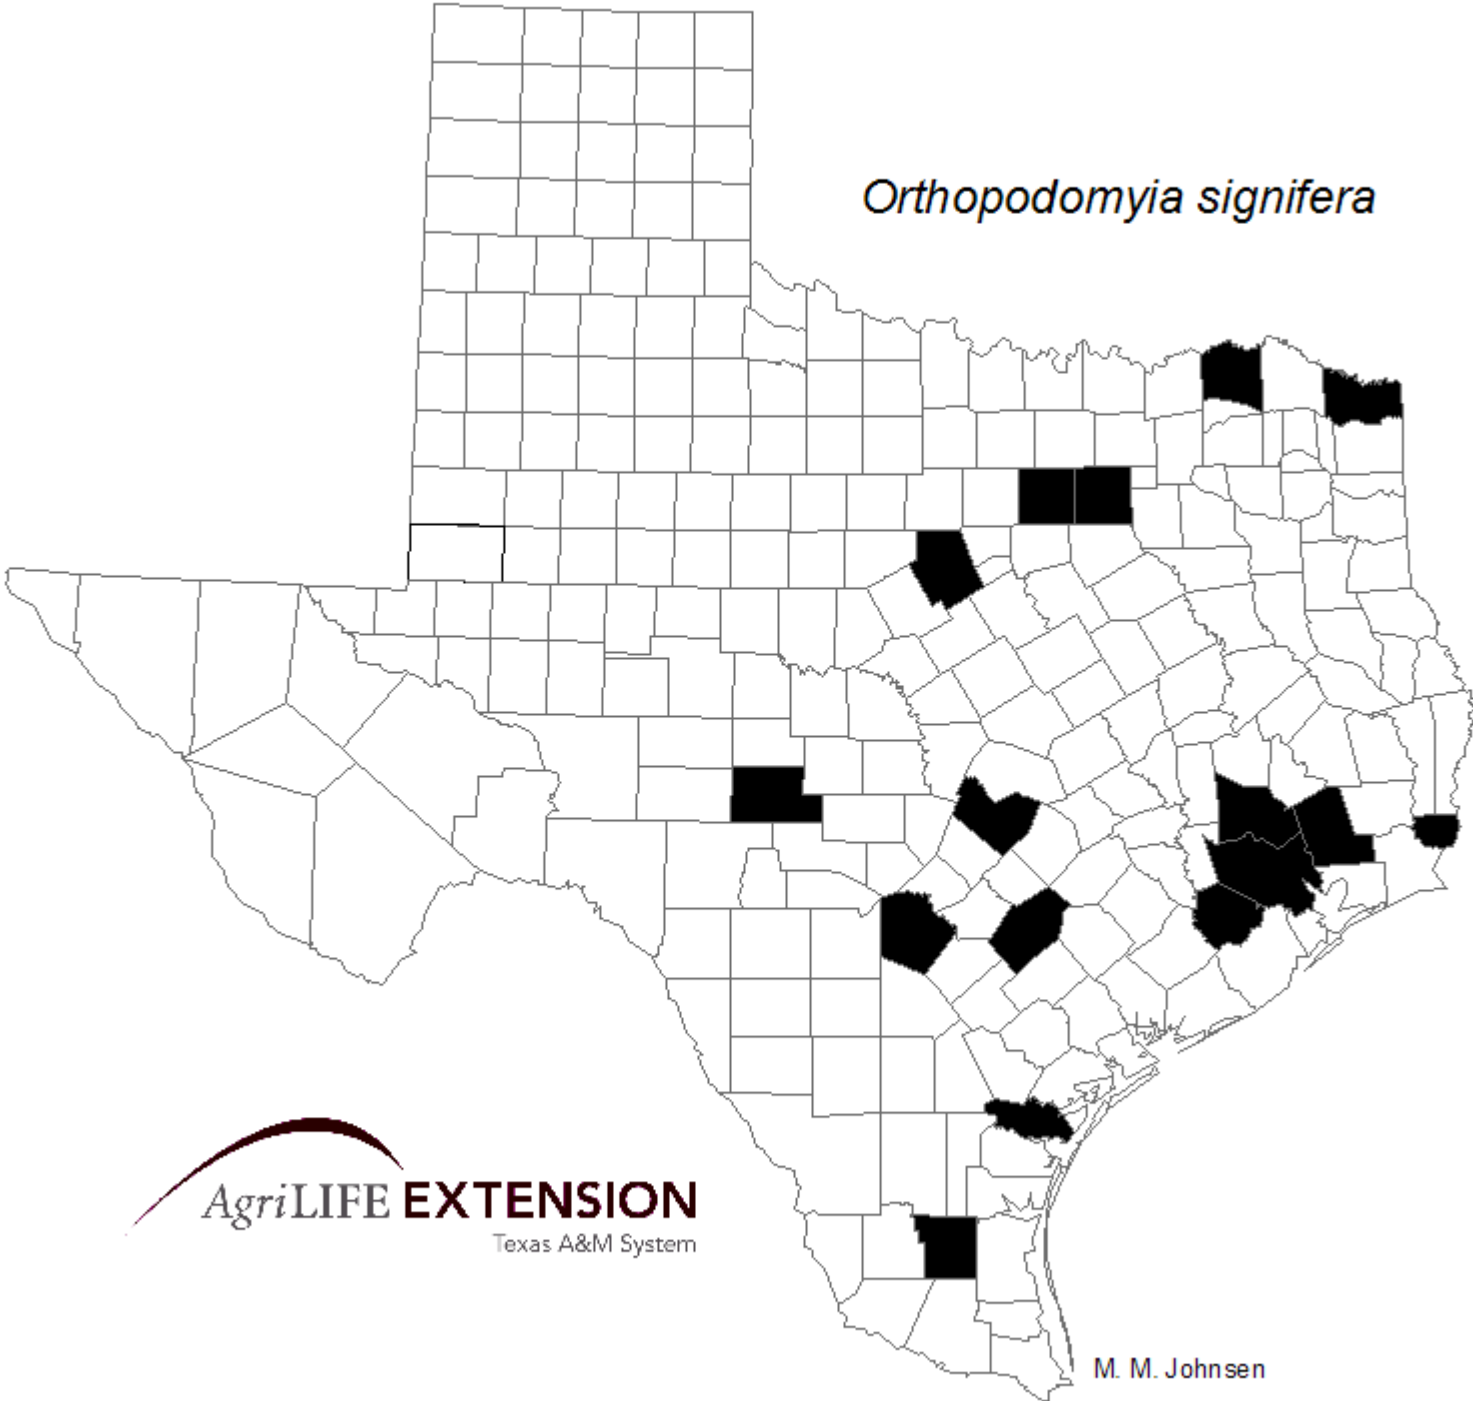 Orthopodomyia signifera
AgriLIFE EXTENSION
Texas A&M System
M. M. Johnsen